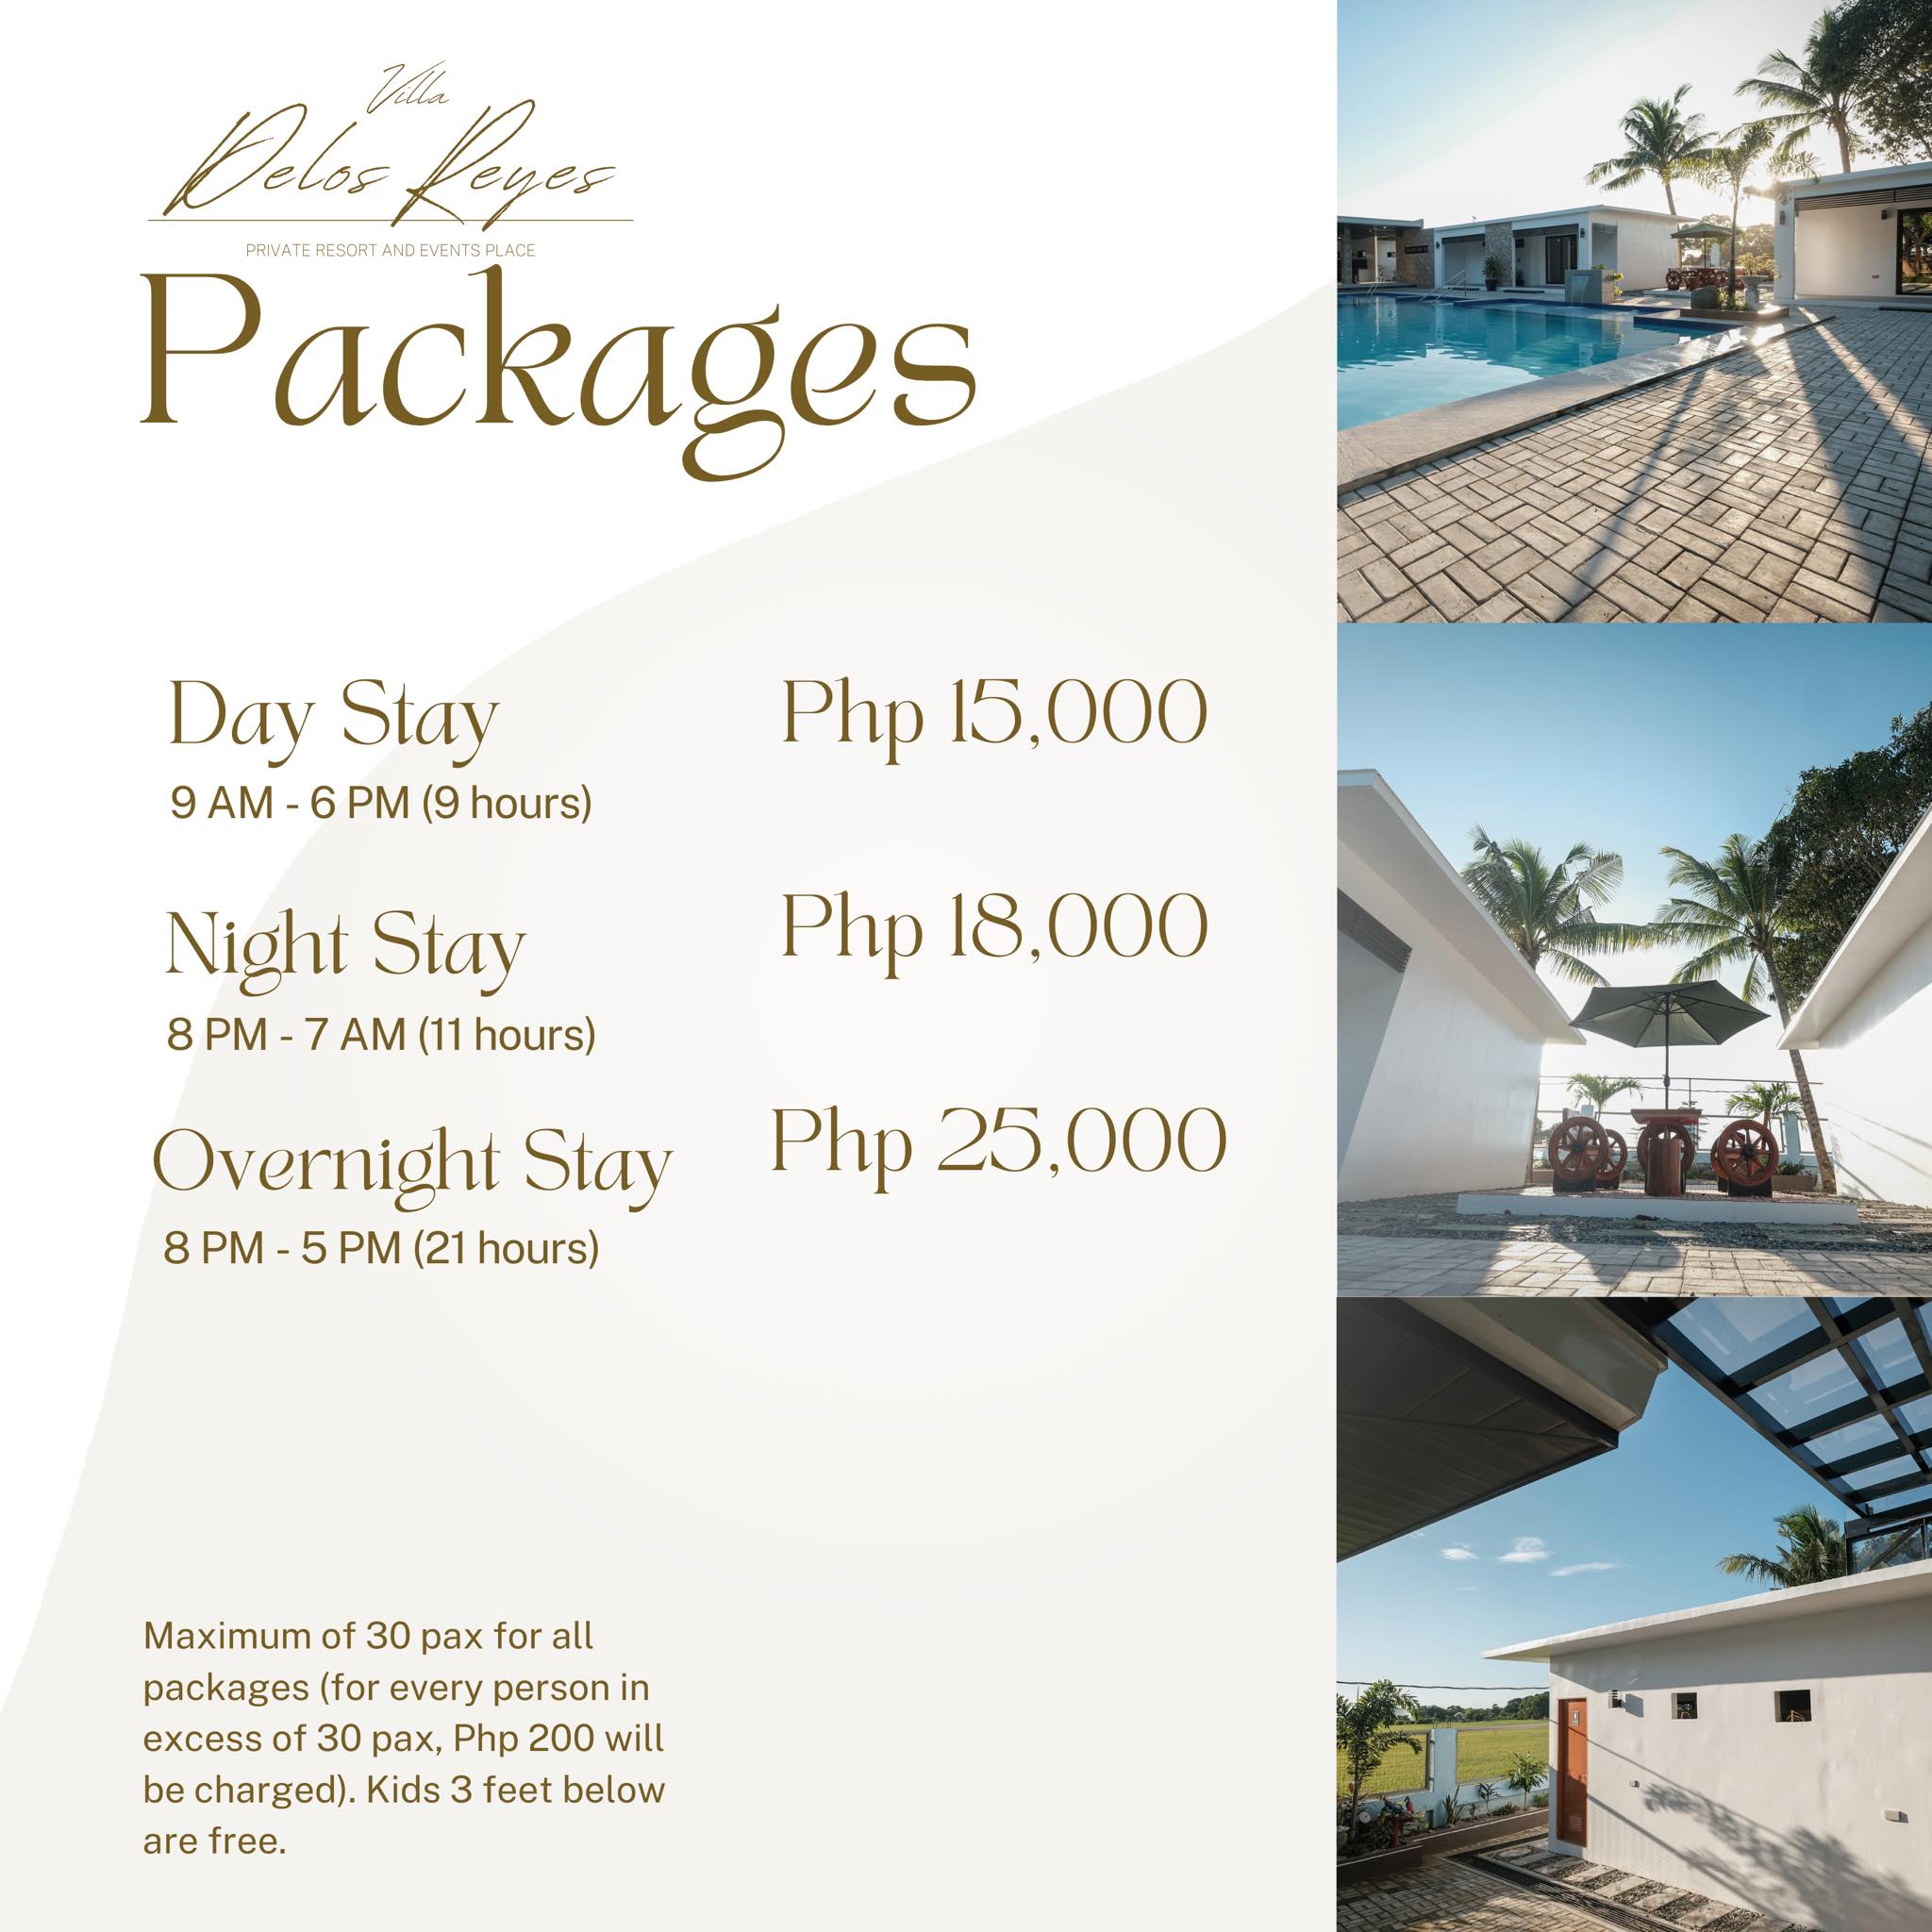 Villa
Delos Reyes
PRIVATE RESORT AND EVENTS PLACE
Packages
Day Stay
Php 15,000
9 AM - 6 PM (9 hours)
Night Stay
Php 18,000
8 PM - 7 AM (11 hours)
Overnight Stay
Php 25,000
8 PM - 5 PM (21 hours)
Maximum of 30 pax for all
packages (for every person in
excess of 30 pax, Php 200 will
be charged). Kids 3 feet below
are free.